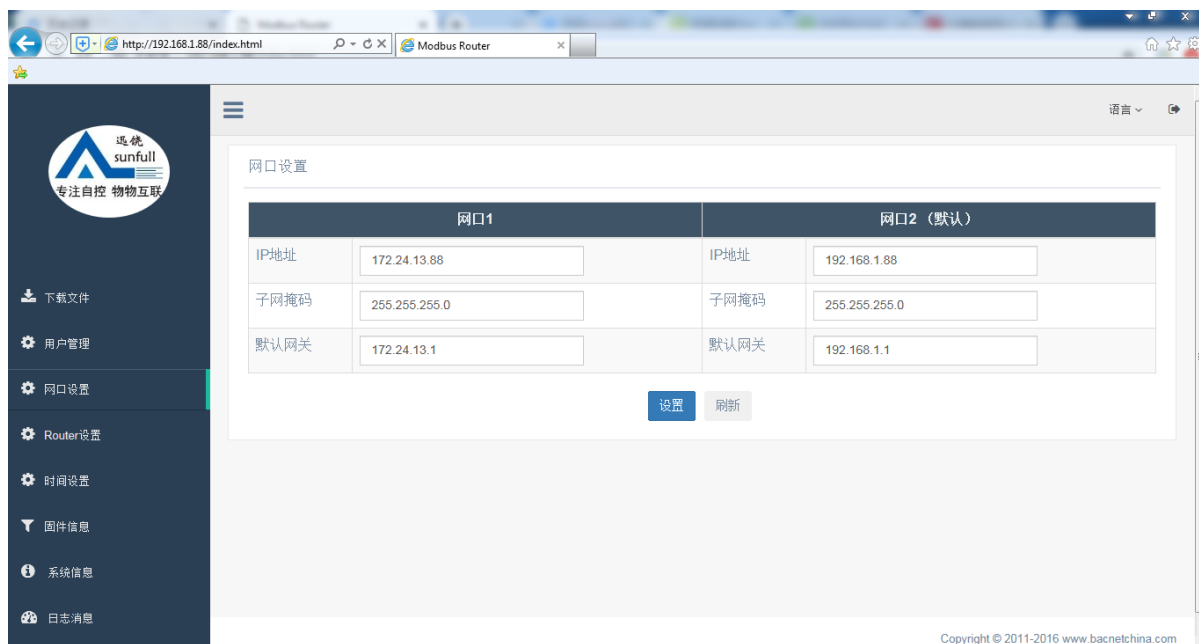 http://192.168.1.88/index.html
Modbus Router
语言
迅饶
sunfull
专注自控 物物互联
下载文件
用户管理
网口设置
Router设置
时间设置
固件信息
系统信息
日志消息
网口设置
网口1 网口2 （默认）
IP地址 172.24.13.88 IP地址 192.168.1.88
子网掩码 255.255.255.0 子网掩码 255.255.255.0
默认网关 172.24.13.1 默认网关 192.168.1.1
设置 刷新
Copyright © 2011-2016 www.bacnetchina.com